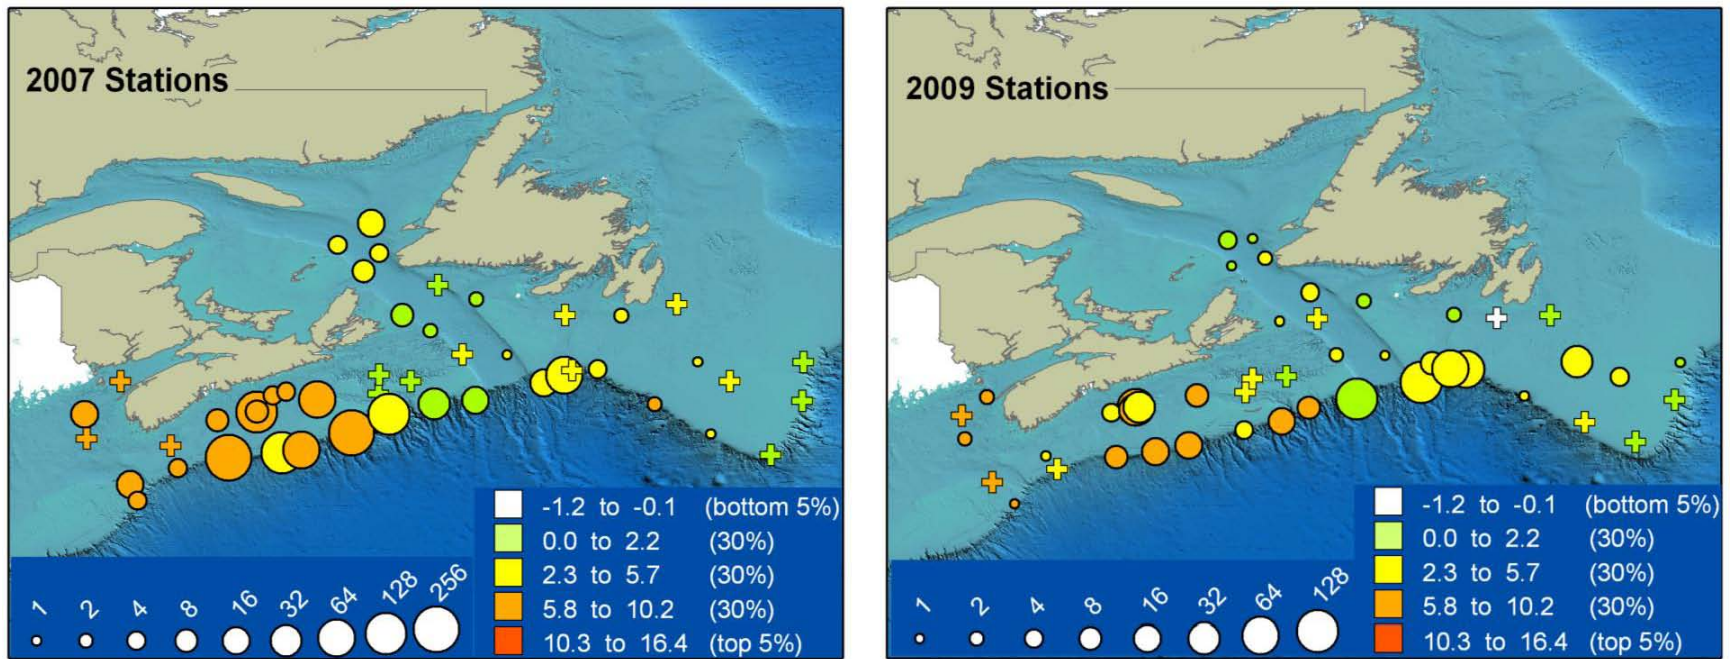 2007 Stations
-1.2 to -0.1 (bottom 5%)
0.0 to 2.2 (30%)
2.3 to 5.7 (30%)
5.8 to 10.2 (30%)
10.3 to 16.4 (top 5%)
1 2 4 8 16 32 64 128 256
2009 Stations
-1.2 to -0.1 (bottom 5%)
0.0 to 2.2 (30%)
2.3 to 5.7 (30%)
5.8 to 10.2 (30%)
10.3 to 16.4 (top 5%)
1 2 4 8 16 32 64 128